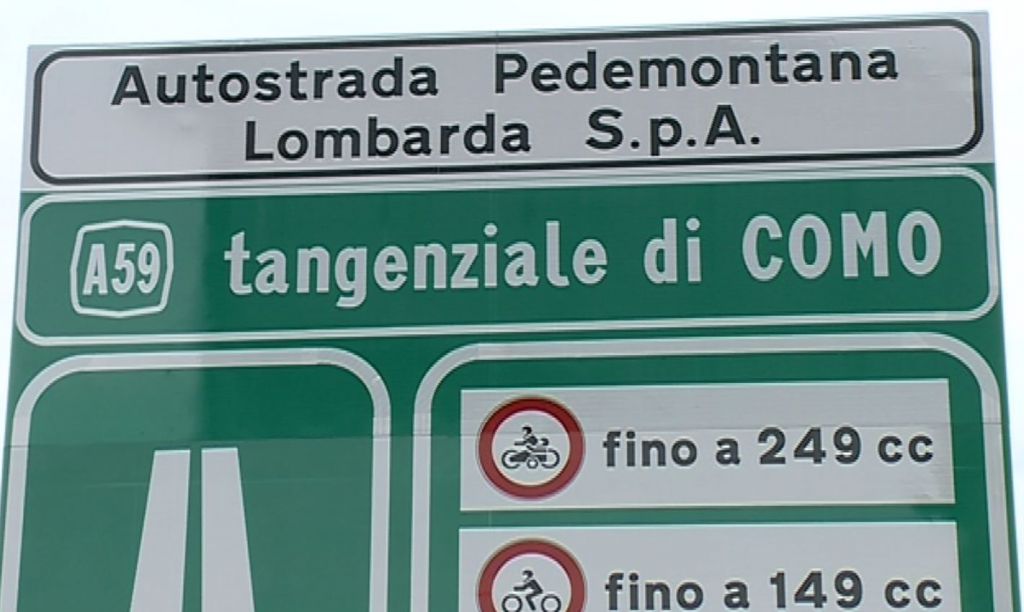 Autostrada Pedemontana
Lombarda S.p.A.
A59 tangenziale di COMO
fino a 249 cc
fino a 149 cc